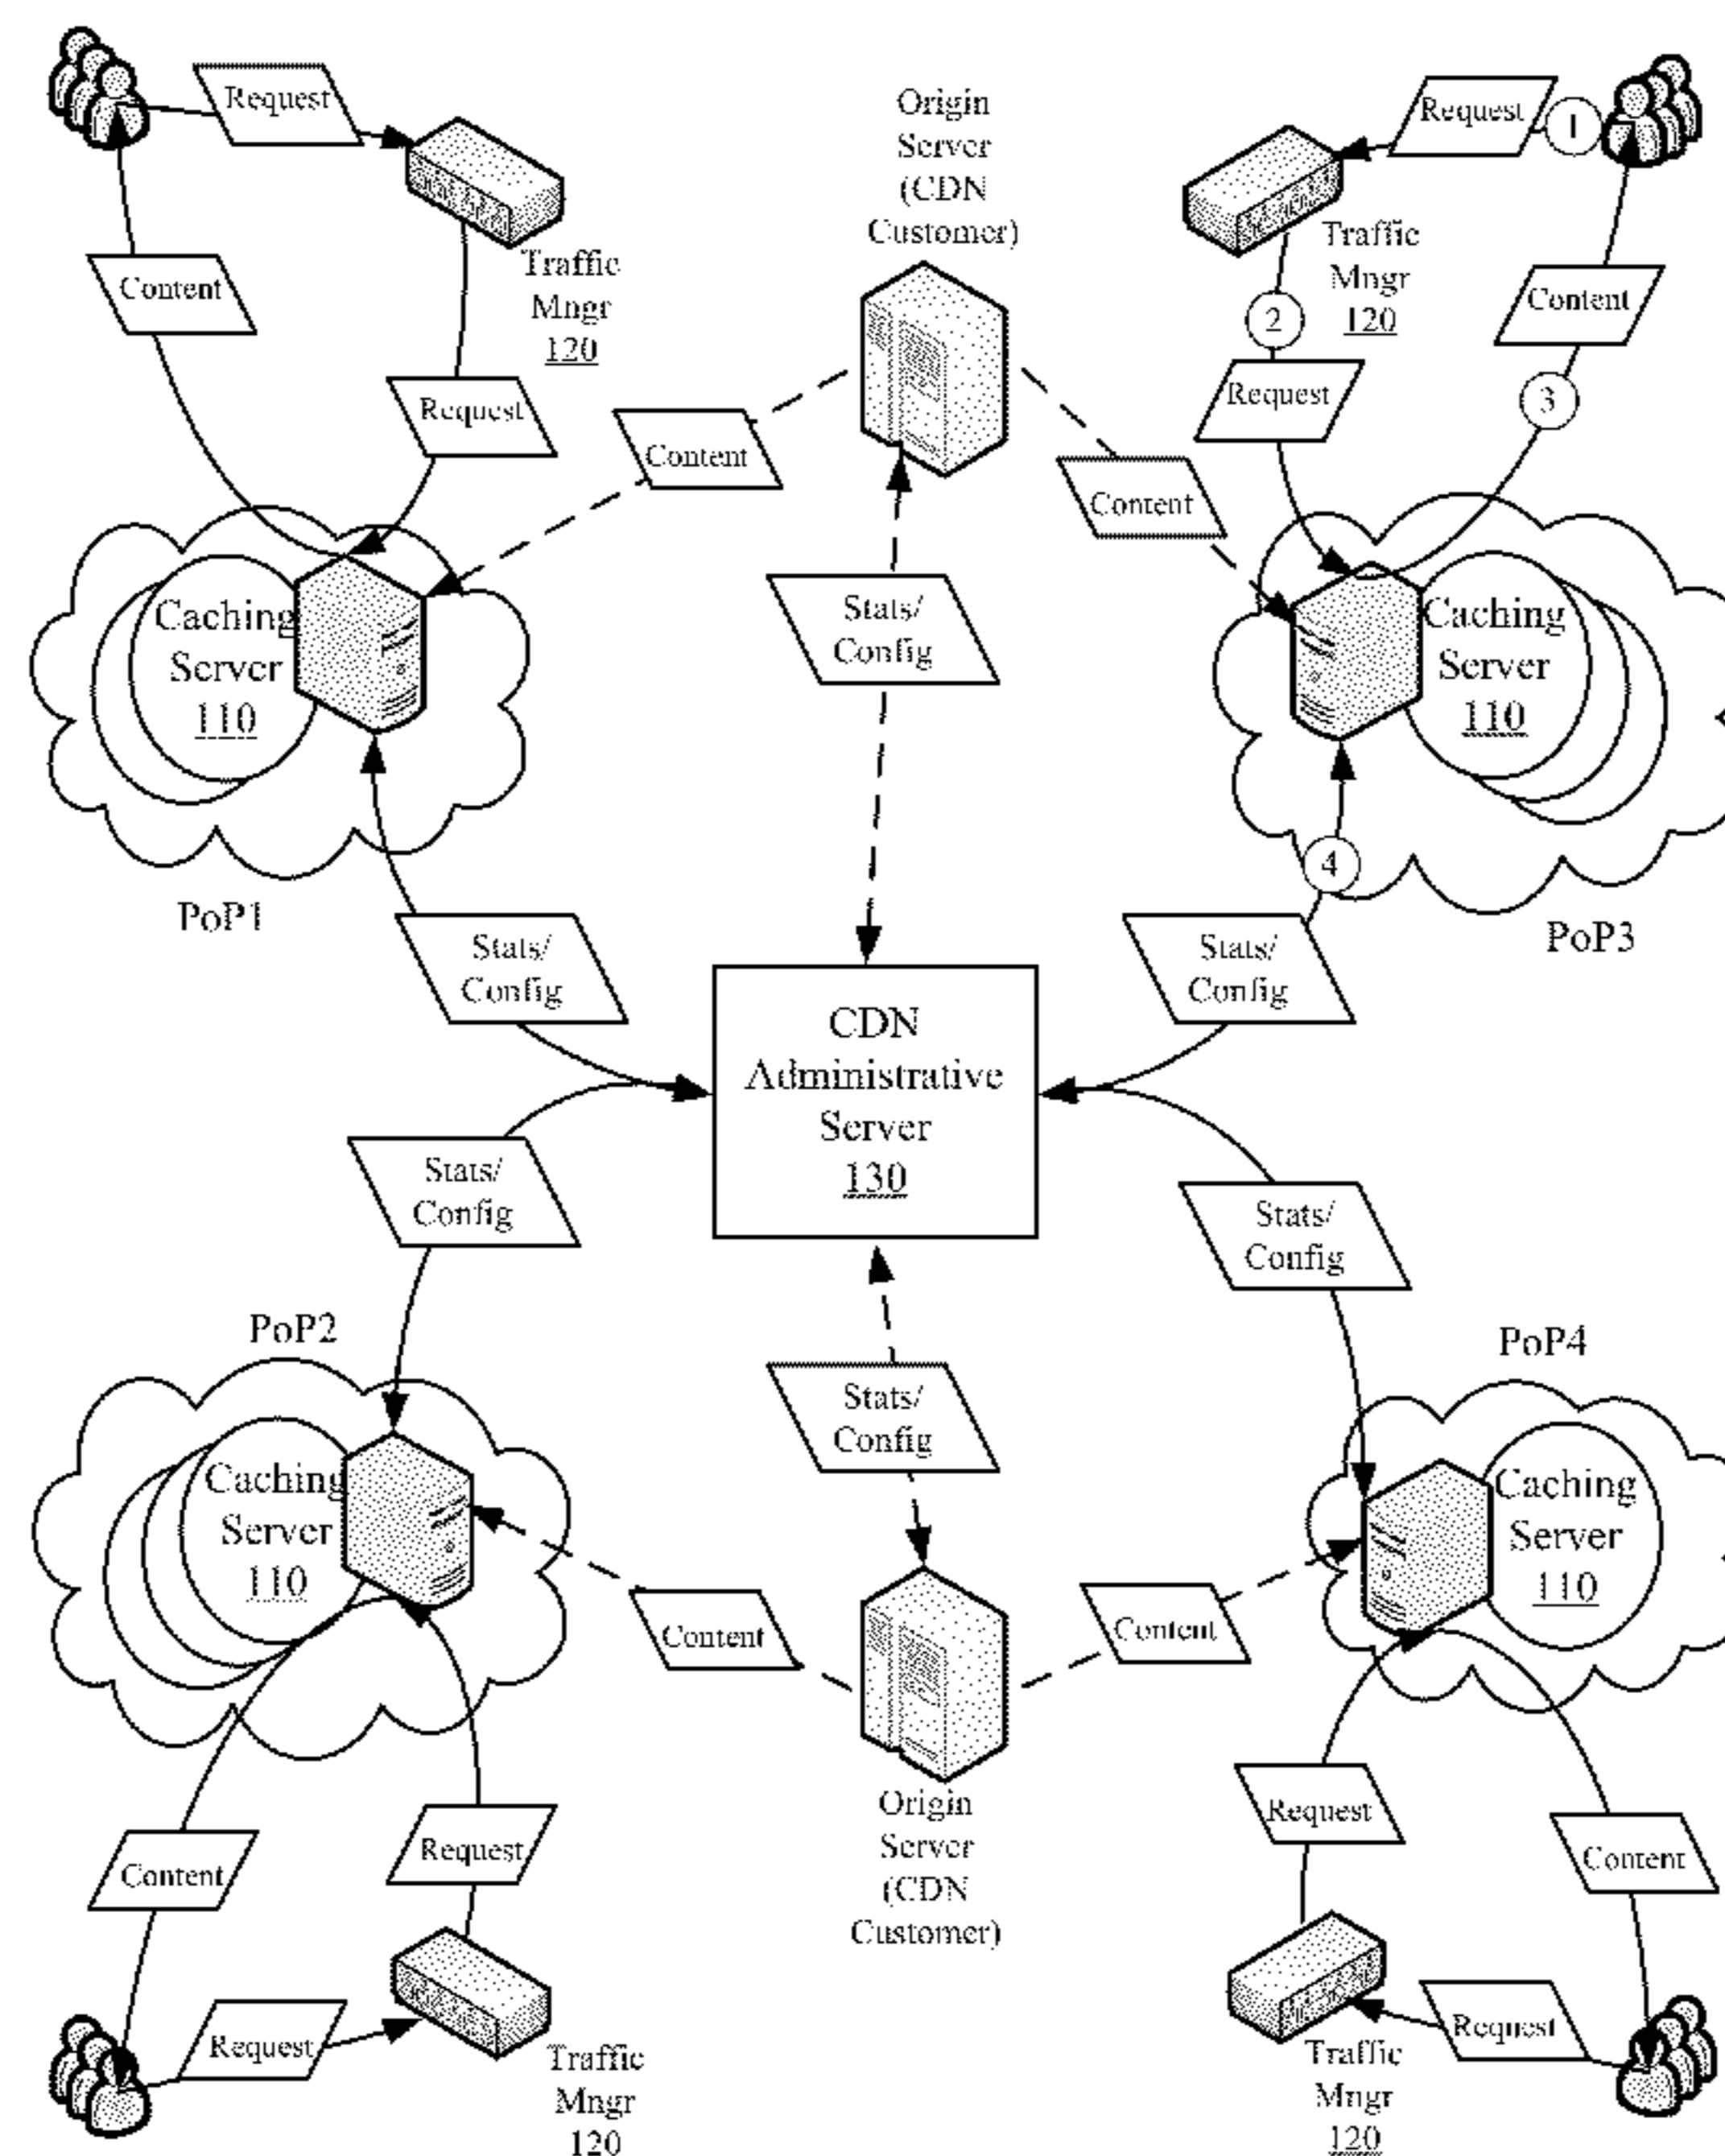 Request
Origin
Server
(CDN
Customer)
Request
1
Traffic
Mngr
120
Content
Traffic
Mngr
120
Content
2
Request
3
Request
Content
Content
Stats/
Config
Caching
Server
110
Caching
Server
110
4
PoP1
PoP3
Stats/
Config
Stats/
Config
CDN
Administrative
Server
130
Stats/
Config
Stats/
Config
PoP2
PoP4
Stats/
Config
Caching
Server
110
Caching
Server
110
Content
Content
Origin
Server
(CDN
Customer)
Request
Content
Request
Content
Request
Traffic
Mngr
120
Request
Traffic
Mngr
120